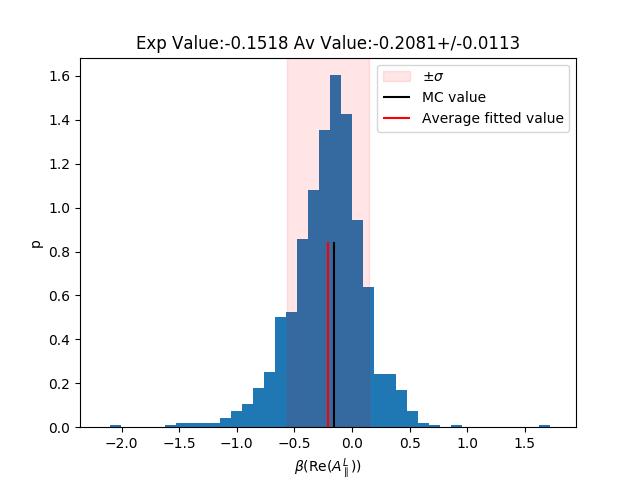 Exp Value:-0.1518 Av Value:-0.2081+/-0.0113
±σ
MC value
Average fitted value
p
1.6
1.4
1.2
1.0
0.8
0.6
0.4
0.2
0.0
−2.0 −1.5 −1.0 −0.5 0.0 0.5 1.0 1.5
β(Re(A∥ᴸ))